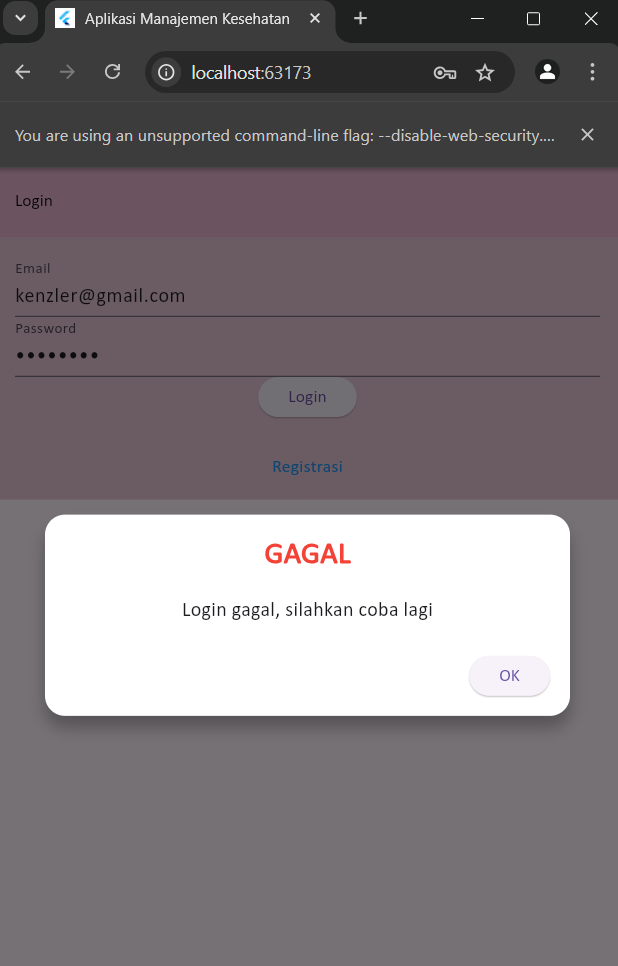 Aplikasi Manajemen Kesehatan
localhost:63173
You are using an unsupported command-line flag: --disable-web-security....
Login
Email
kenzler@gmail.com
Password
••••••••
Login
Registrasi
GAGAL
Login gagal, silahkan coba lagi
OK